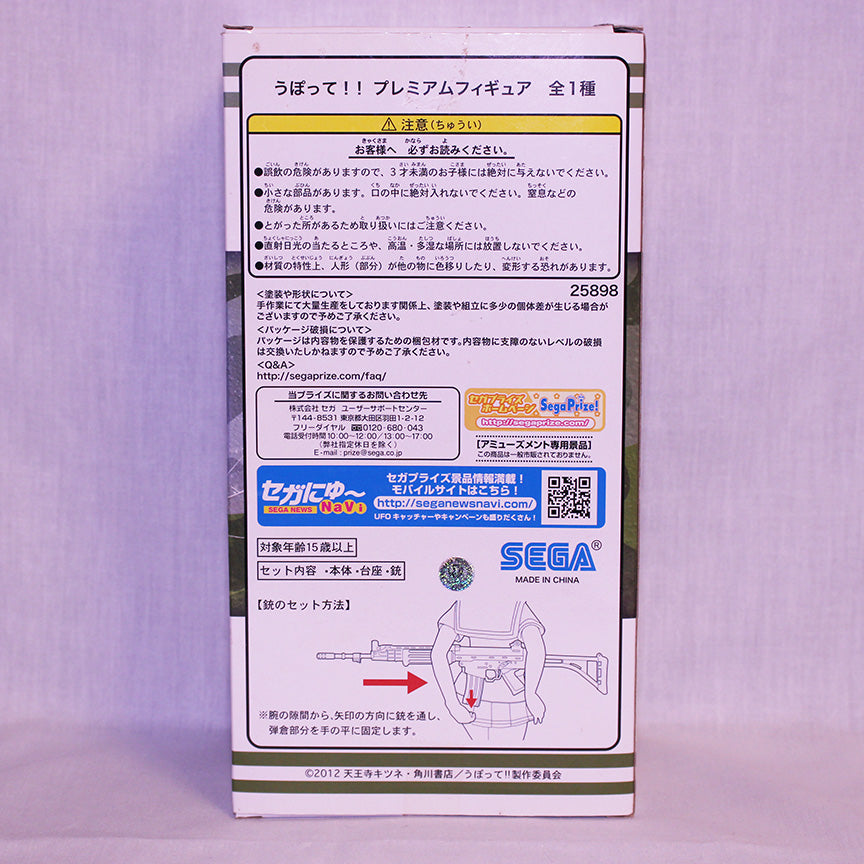 うぽって!! プレミアムフィギュア 全1種
⚠ 注意(ちゅうい)
お客様へ 必ずお読みください。
●誤飲の危険がありますので、3才未満のお子様には絶対に与えないでください。
●小さな部品があります。口の中に絶対入れないでください。窒息などの
危険があります。
●とがった所があるため取り扱いにはご注意ください。
●直射日光の当たるところや、高温・多湿な場所には放置しないでください。
●材質の特性上、人形(部分)が他の物に色移りしたり、変形する恐れがあります。
25898
<塗装や形状について>
手作業にて大量生産をしております関係上、塗装や組立に多少の個体差が生じる場合が
ございますので予めご了承ください。
<パッケージ破損について>
パッケージは内容物を保護するための梱包材です。内容物に支障のないレベルの破損
は交換いたしかねますので予めご了承ください。
<Q&A>
http://segaprize.com/faq/
当プライズに関するお問い合わせ先
株式会社 セガ ユーザーサポートセンター
〒144-8531 東京都大田区羽田1-2-12
フリーダイヤル 0120-680-043
電話受付時間 10:00~12:00/13:00~17:00
(弊社指定休日を除く)
E-mail : prize@sega.co.jp
セガプライズ
ホームページ SegaPrize!
http://segaprize.com/
【アミューズメント専用景品】
この商品は一般市販されておりません。
セガにゅ~
SEGA NEWS NaVi
セガプライズ景品情報満載!
モバイルサイトはこちら!
http://seganewsnavi.com/
UFOキャッチャーやキャンペーンも盛りだくさん!
対象年齢15歳以上
セット内容 ・本体・台座・銃
SEGA®
MADE IN CHINA
【銃のセット方法】
※腕の隙間から、矢印の方向に銃を通し、
弾倉部分を手の平に固定します。
©2012 天王寺キツネ・角川書店/うぽって!!製作委員会